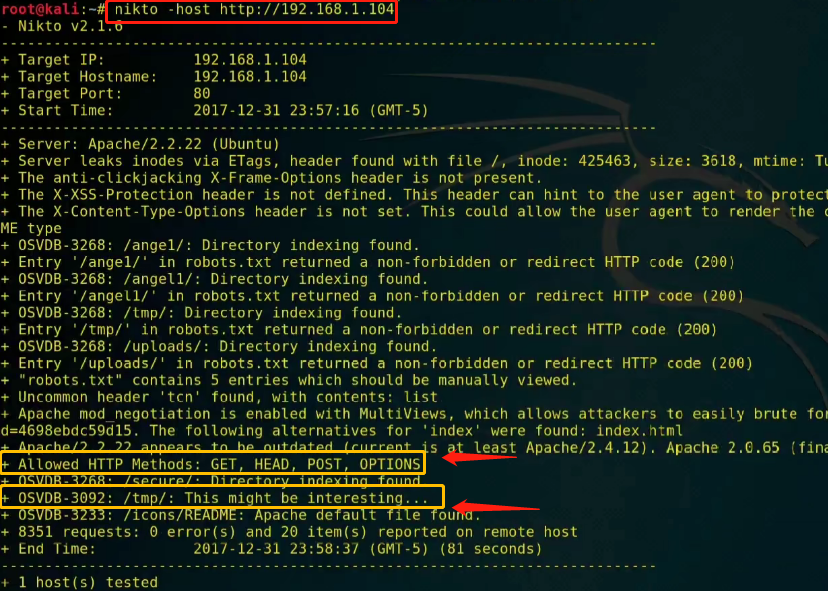 root@kali:~# nikto -host http://192.168.1.104
- Nikto v2.1.6
---------------------------------------------------------------------------
+ Target IP:          192.168.1.104
+ Target Hostname:    192.168.1.104
+ Target Port:        80
+ Start Time:         2017-12-31 23:57:16 (GMT-5)
---------------------------------------------------------------------------
+ Server: Apache/2.2.22 (Ubuntu)
+ Server leaks inodes via ETags, header found with file /, inode: 425463, size: 3618, mtime: Tu
+ The anti-clickjacking X-Frame-Options header is not present.
+ The X-XSS-Protection header is not defined. This header can hint to the user agent to protect
+ The X-Content-Type-Options header is not set. This could allow the user agent to render the c
ME type
+ OSVDB-3268: /ange1/: Directory indexing found.
+ Entry '/ange1/' in robots.txt returned a non-forbidden or redirect HTTP code (200)
+ OSVDB-3268: /angel1/: Directory indexing found.
+ Entry '/angel1/' in robots.txt returned a non-forbidden or redirect HTTP code (200)
+ OSVDB-3268: /tmp/: Directory indexing found.
+ Entry '/tmp/' in robots.txt returned a non-forbidden or redirect HTTP code (200)
+ OSVDB-3268: /uploads/: Directory indexing found.
+ Entry '/uploads/' in robots.txt returned a non-forbidden or redirect HTTP code (200)
+ "robots.txt" contains 5 entries which should be manually viewed.
+ Uncommon header 'tcn' found, with contents: list
+ Apache mod_negotiation is enabled with MultiViews, which allows attackers to easily brute for
d=4698ebdc59d15. The following alternatives for 'index' were found: index.html
+ Apache/2.2.22 appears to be outdated (current is at least Apache/2.4.12). Apache 2.0.65 (fina
+ Allowed HTTP Methods: GET, HEAD, POST, OPTIONS
+ OSVDB-3268: /secure/: Directory indexing found.
+ OSVDB-3092: /tmp/: This might be interesting...
+ OSVDB-3233: /icons/README: Apache default file found.
+ 8351 requests: 0 error(s) and 20 item(s) reported on remote host
+ End Time:           2017-12-31 23:58:37 (GMT-5) (81 seconds)
---------------------------------------------------------------------------
+ 1 host(s) tested